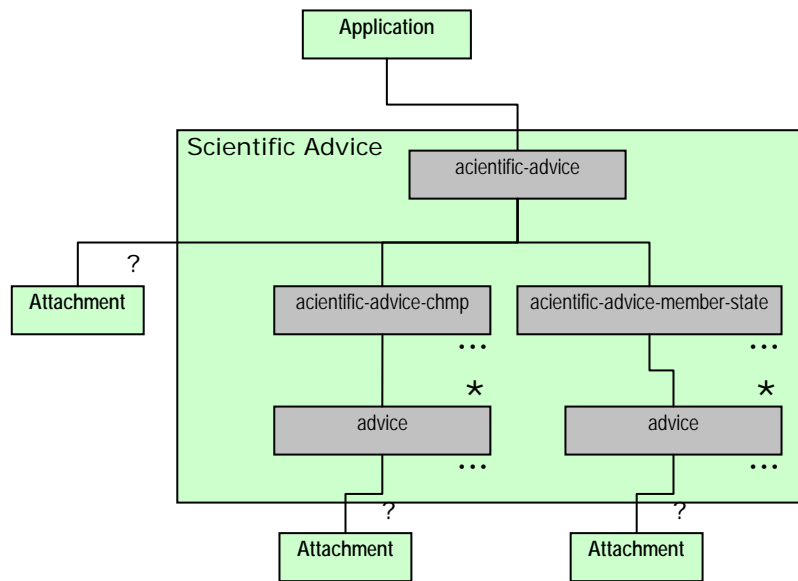 Application
Scientific Advice
acientific-advice
?
Attachment
acientific-advice-chmp
acientific-advice-member-state
...
...
*
*
advice
advice
...
...
?
?
Attachment
Attachment